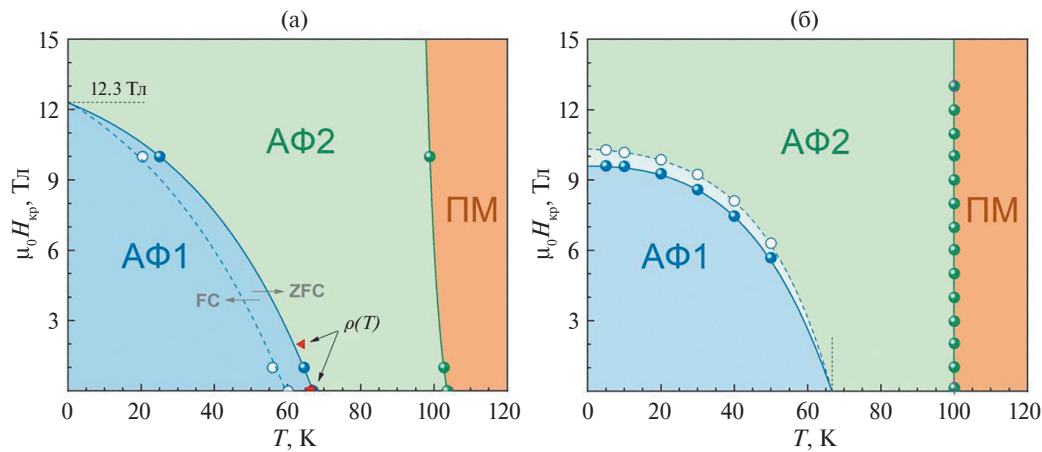 (а)
15
12
9
6
3
μ₀Hкр, Тл
12.3 Тл
АФ2
ПМ
АФ1
FC
ZFC
ρ(T)
0 20 40 60 80 100 120
T, K
(б)
15
12
9
6
3
μ₀Hкр, Тл
АФ2
ПМ
АФ1
0 20 40 60 80 100 120
T, K